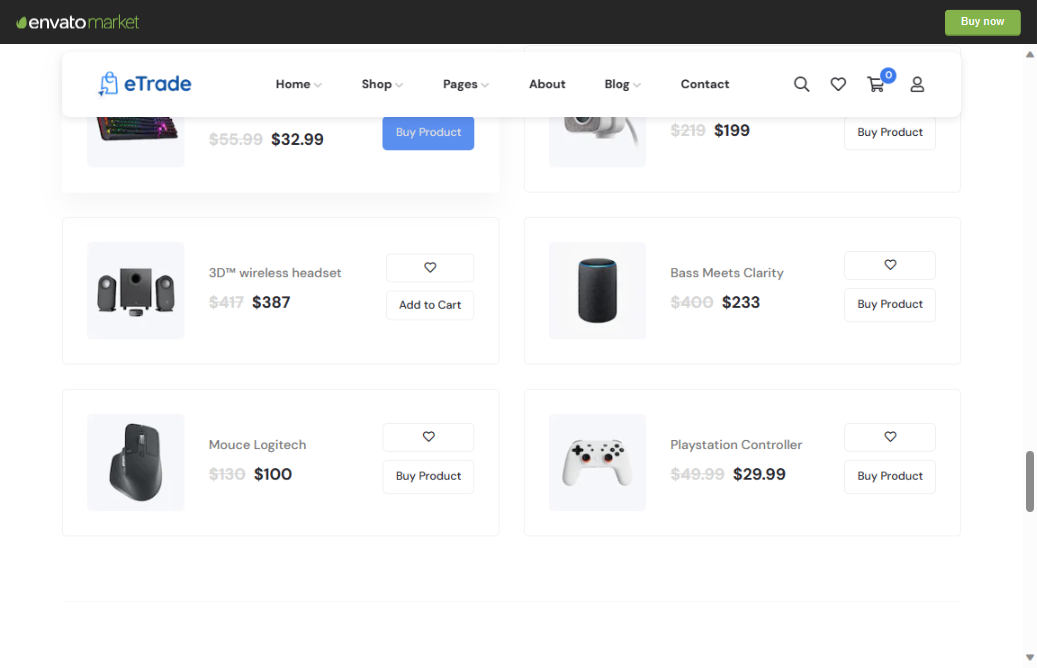 envato market
Buy now
eTrade
Home
Shop
Pages
About
Blog
Contact
0
$55.99 $32.99
Buy Product
$219 $199
Buy Product
3D™ wireless headset
$417 $387
Add to Cart
Bass Meets Clarity
$400 $233
Buy Product
Mouce Logitech
$130 $100
Buy Product
Playstation Controller
$49.99 $29.99
Buy Product